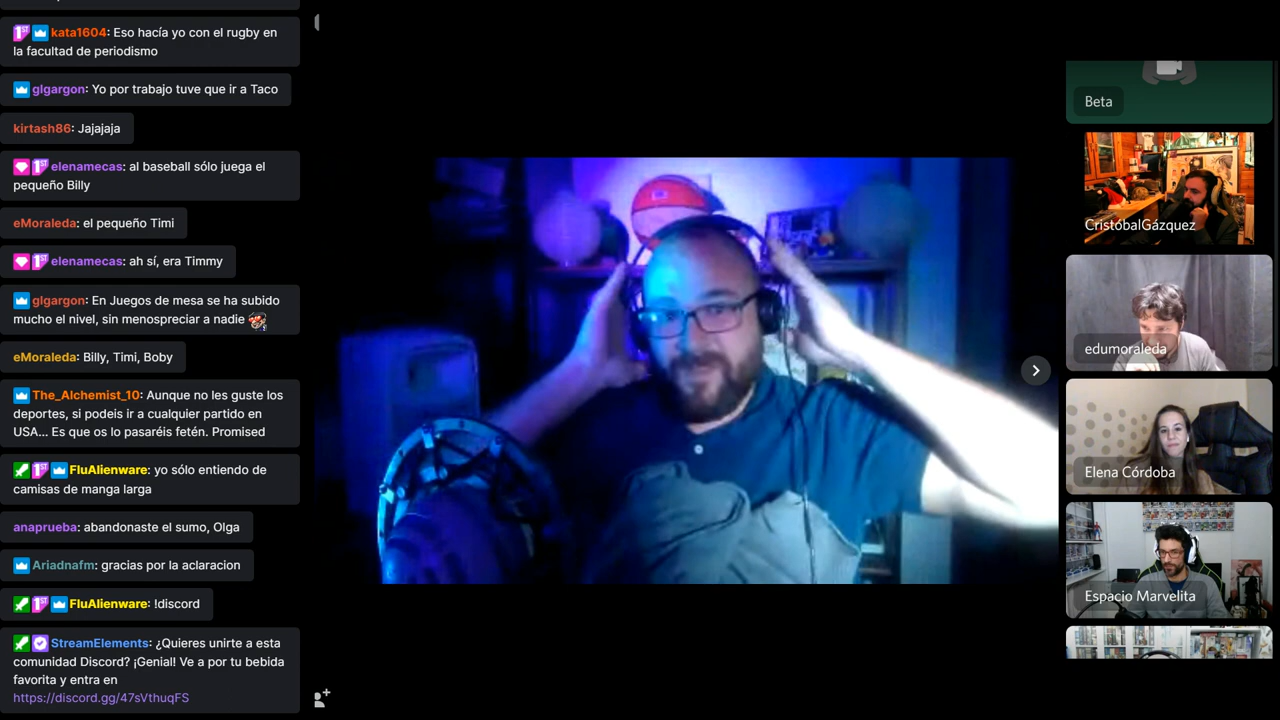 kata1604: Eso hacía yo con el rugby en
la facultad de periodismo
glgargon: Yo por trabajo tuve que ir a Taco
kirtash86: Jajajaja
elenamecas: al baseball sólo juega el
pequeño Billy
eMoraleda: el pequeño Timi
elenamecas: ah sí, era Timmy
glgargon: En Juegos de mesa se ha subido
mucho el nivel, sin menospreciar a nadie
eMoraleda: Billy, Timi, Boby
The_Alchemist_10: Aunque no les guste los
deportes, si podeis ir a cualquier partido en
USA... Es que os lo pasaréis fetén. Promised
FluAlienware: yo sólo entiendo de
camisas de manga larga
anaprueba: abandonaste el sumo, Olga
Ariadnafm: gracias por la aclaracion
FluAlienware: !discord
StreamElements: ¿Quieres unirte a esta
comunidad Discord? ¡Genial! Ve a por tu bebida
favorita y entra en
https://discord.gg/47sVthuqFS
Beta
CristóbalGázquez
edumoraleda
Elena Córdoba
Espacio Marvelita